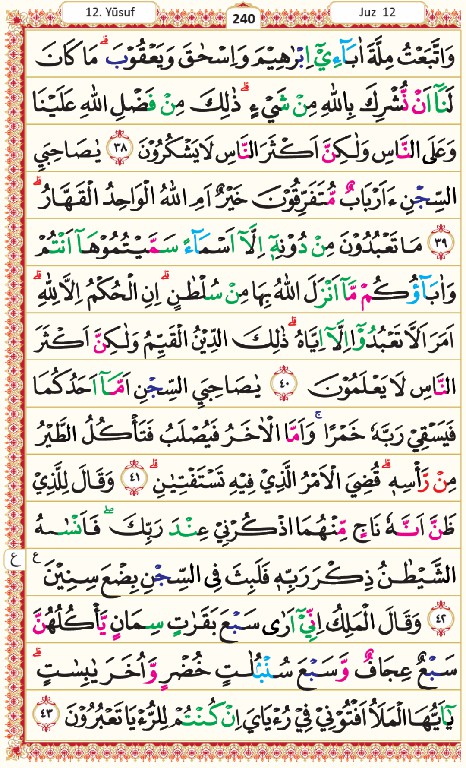 12. Yūsuf
240
Juz 12
وَاتَّبَعْتُ مِلَّةَ اٰبَآءِيْٓ اِبْرٰهِيْمَ وَاِسْحٰقَ وَيَعْقُوْبَ ۗ مَا كَانَ
لَنَآ اَنْ نُّشْرِكَ بِاللّٰهِ مِنْ شَيْءٍ ۗ ذٰلِكَ مِنْ فَضْلِ اللّٰهِ عَلَيْنَا
وَعَلَى النَّاسِ وَلٰكِنَّ اَكْثَرَ النَّاسِ لَا يَشْكُرُوْنَ ٣٨ يٰصَاحِبَيِ
السِّجْنِ ءَاَرْبَابٌ مُّتَفَرِّقُوْنَ خَيْرٌ اَمِ اللّٰهُ الْوَاحِدُ الْقَهَّارُ ۗ
٣٩ مَا تَعْبُدُوْنَ مِنْ دُوْنِهٖٓ اِلَّآ اَسْمَآءً سَمَّيْتُمُوْهَآ اَنْتُمْ
وَاٰبَآؤُكُمْ مَّآ اَنْزَلَ اللّٰهُ بِهَا مِنْ سُلْطٰنٍ ۗ اِنِ الْحُكْمُ اِلَّا لِلّٰهِ ۗ
اَمَرَ اَلَّا تَعْبُدُوْٓا اِلَّآ اِيَّاهُ ۗ ذٰلِكَ الدِّيْنُ الْقَيِّمُ وَلٰكِنَّ اَكْثَرَ
النَّاسِ لَا يَعْلَمُوْنَ ٤٠ يٰصَاحِبَيِ السِّجْنِ اَمَّآ اَحَدُكُمَا
فَيَسْقِيْ رَبَّهٗ خَمْرًا ۚ وَاَمَّا الْاٰخَرُ فَيُصْلَبُ فَتَأْكُلُ الطَّيْرُ
مِنْ رَّأْسِهٖ ۗ قُضِيَ الْاَمْرُ الَّذِيْ فِيْهِ تَسْتَفْتِيٰنِ ۗ ٤١ وَقَالَ لِلَّذِيْ
ظَنَّ اَنَّهٗ نَاجٍ مِّنْهُمَا اذْكُرْنِيْ عِنْدَ رَبِّكَ ۖ فَاَنْسٰىهُ
الشَّيْطٰنُ ذِكْرَ رَبِّهٖ فَلَبِثَ فِى السِّجْنِ بِضْعَ سِنِيْنَ ࣖ
ع
٤٢ وَقَالَ الْمَلِكُ اِنِّيْٓ اَرٰى سَبْعَ بَقَرٰتٍ سِمَانٍ يَّأْكُلُهُنَّ
سَبْعٌ عِجَافٌ وَّسَبْعَ سُنْۢبُلٰتٍ خُضْرٍ وَّاُخَرَ يٰبِسٰتٍ ۗ
يٰٓاَيُّهَا الْمَلَاُ اَفْتُوْنِيْ فِيْ رُءْيَايَ اِنْ كُنْتُمْ لِلرُّءْيَا تَعْبُرُوْنَ ٤٣